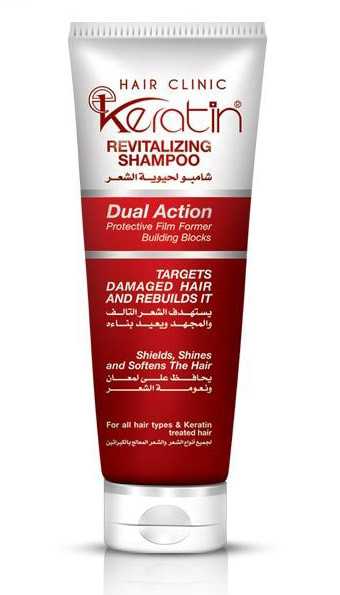 HAIR CLINIC
Keratin®
REVITALIZING
SHAMPOO
شامبو لحيوية الشعر
Dual Action
Protective Film Former
Building Blocks
TARGETS
DAMAGED HAIR
AND REBUILDS IT
يستهدف الشعر التالف
والمجهد ويعيد بناءه
Shields, Shines
and Softens The Hair
يحافظ على لمعان
ونعومة الشعر
For all hair types & Keratin
treated hair
لجميع أنواع الشعر والشعر المعالج بالكيراتين